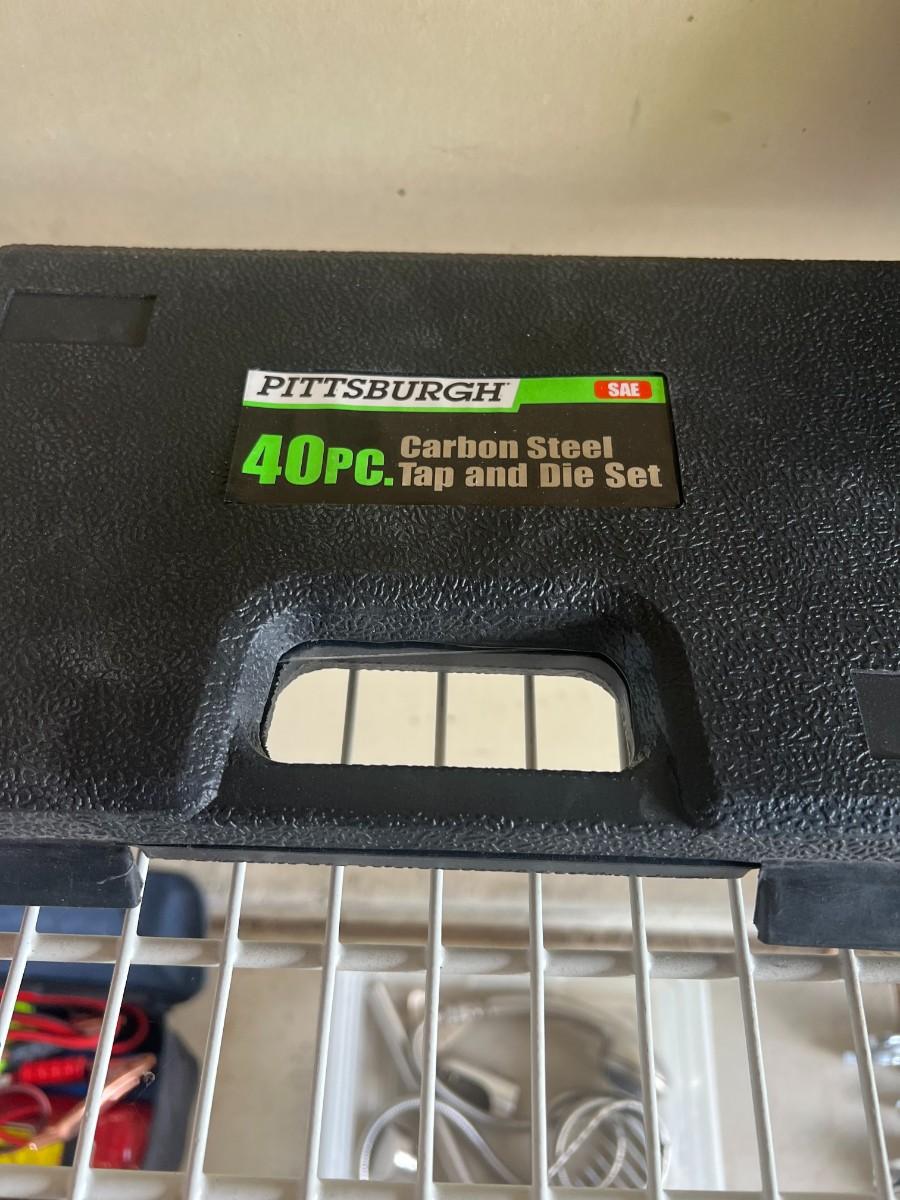 PITTSBURGH
SAE
40PC. Carbon Steel
Tap and Die Set